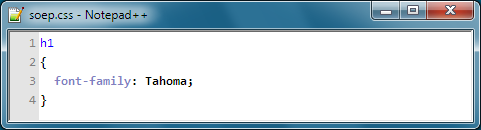 soep.css - Notepad++
1 h1
2 {
3 font-family: Tahoma;
4 }